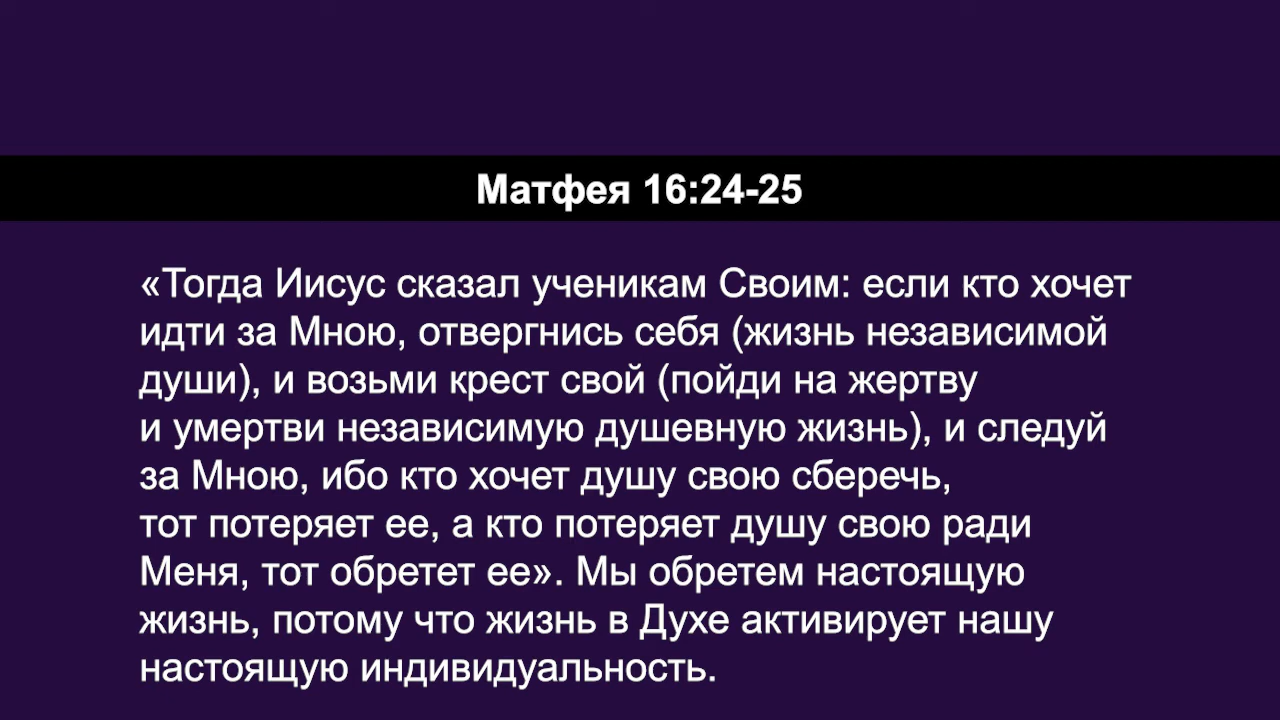 Матфея 16:24-25
«Тогда Иисус сказал ученикам Своим: если кто хочет
идти за Мною, отвергнись себя (жизнь независимой
души), и возьми крест свой (пойди на жертву
и умертви независимую душевную жизнь), и следуй
за Мною, ибо кто хочет душу свою сберечь,
тот потеряет ее, а кто потеряет душу свою ради
Меня, тот обретет ее». Мы обретем настоящую
жизнь, потому что жизнь в Духе активирует нашу
настоящую индивидуальность.